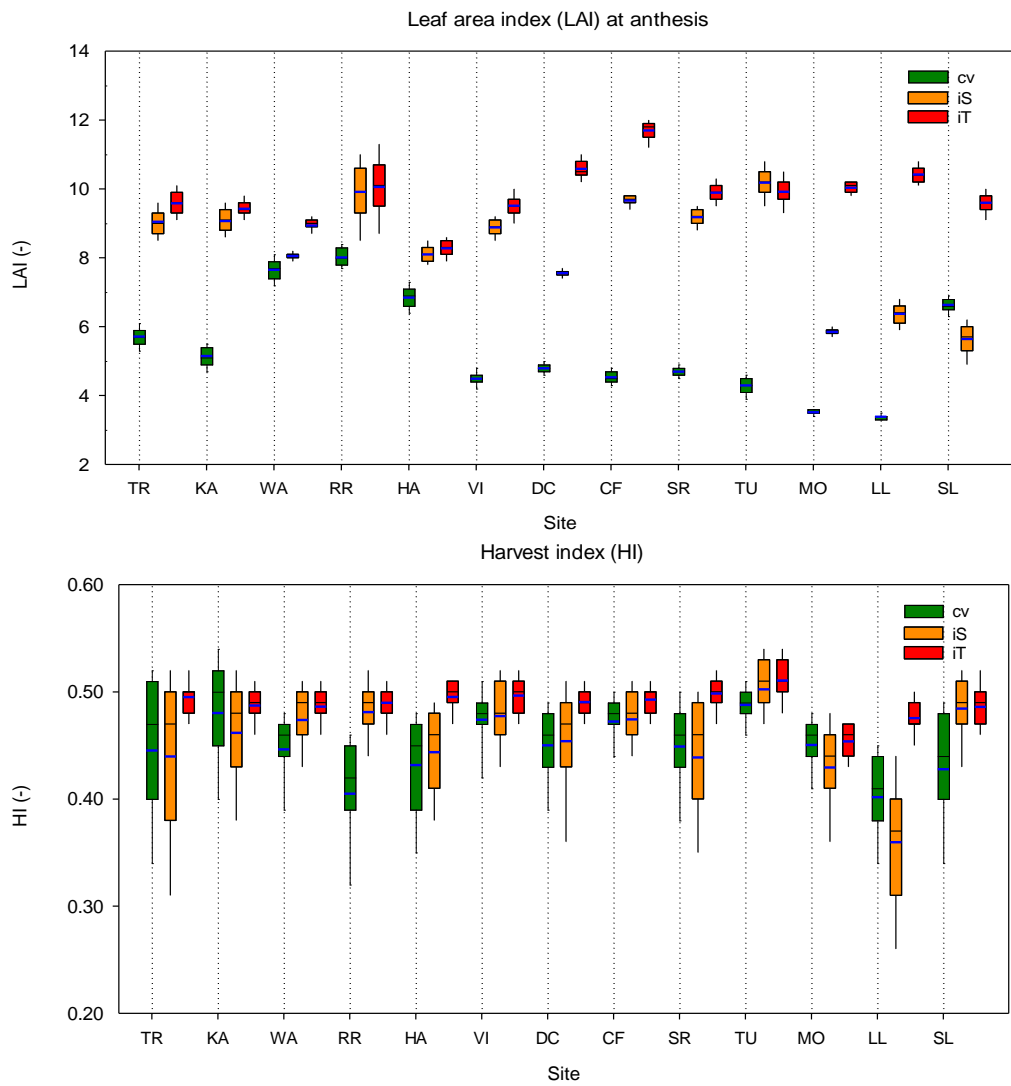 Leaf area index (LAI) at anthesis
14
12
10
8
6
4
2
LAI (-)
cv
iS
iT
TR KA WA RR HA VI DC CF SR TU MO LL SL
Site
Harvest index (HI)
0.60
0.50
0.40
0.30
0.20
HI (-)
cv
iS
iT
TR KA WA RR HA VI DC CF SR TU MO LL SL
Site